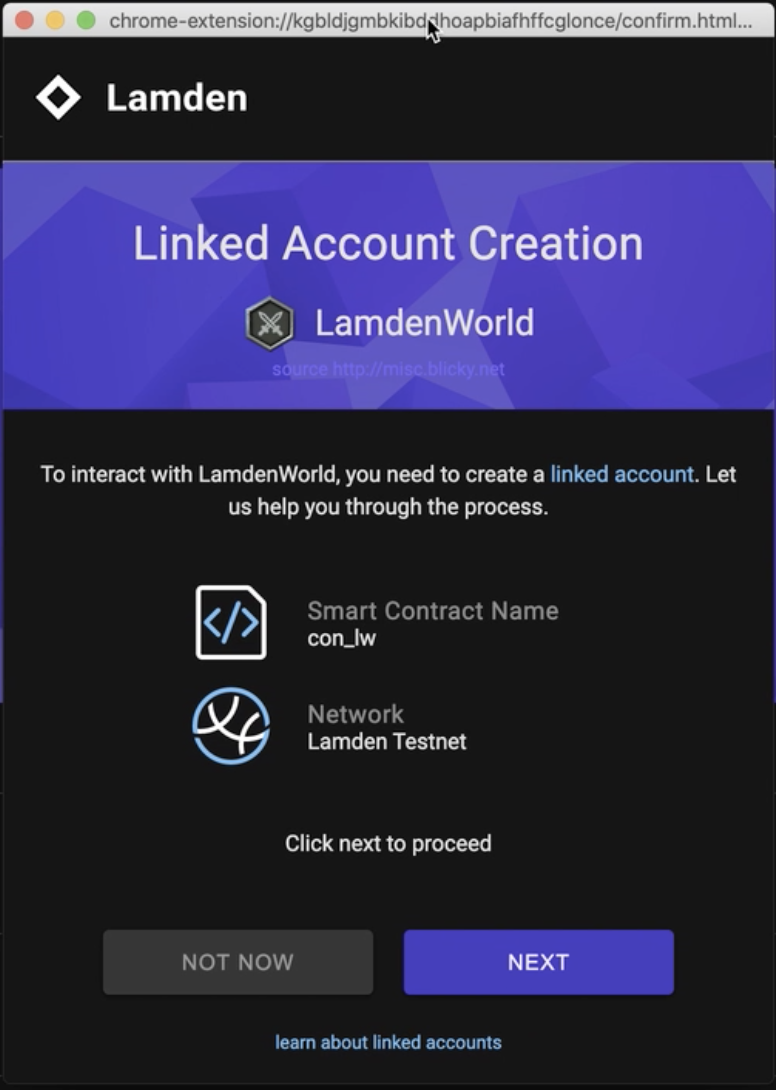 chrome-extension://kgbldjgmbkibddhoapbiafhffcglonce/confirm.html...
Lamden
Linked Account Creation
LamdenWorld
source http://misc.blicky.net
To interact with LamdenWorld, you need to create a linked account. Let
us help you through the process.
Smart Contract Name
con_lw
Network
Lamden Testnet
Click next to proceed
NOT NOW
NEXT
learn about linked accounts